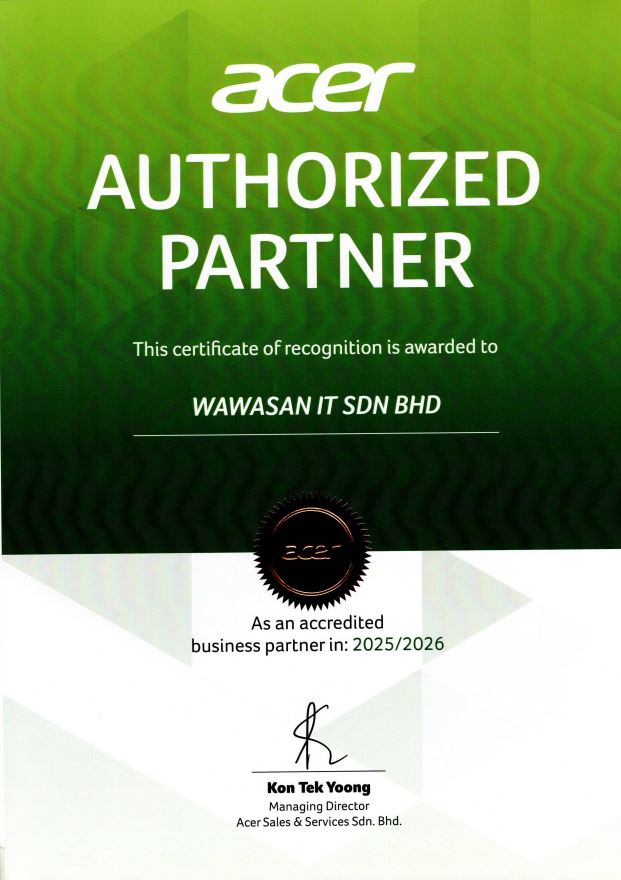 acer
AUTHORIZED
PARTNER
This certificate of recognition is awarded to
WAWASAN IT SDN BHD
acer
As an accredited
business partner in: 2025/2026
Kon Tek Yoong
Managing Director
Acer Sales & Services Sdn. Bhd.